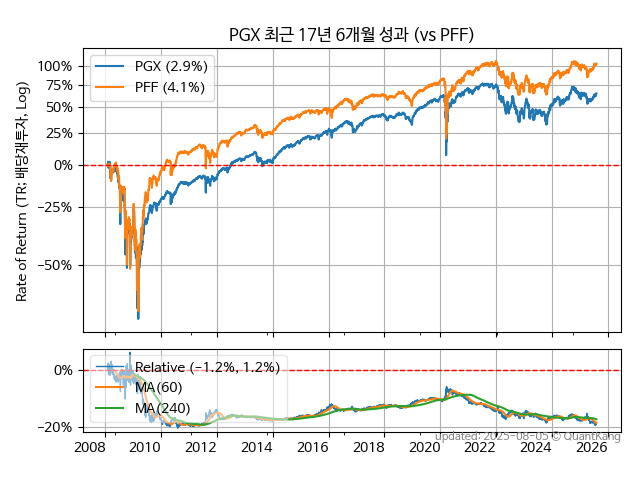 PGX 최근 17년 6개월 성과 (vs PFF)
Rate of Return (TR; 배당재투자, Log)
100%
75%
50%
25%
0%
−25%
−50%
PGX (2.9%)
PFF (4.1%)
0%
−20%
Relative (−1.2%, 1.2%)
MA(60)
MA(240)
2008 2010 2012 2014 2016 2018 2020 2022 2024 2026
updated: 2025-08-05 © QuantKang